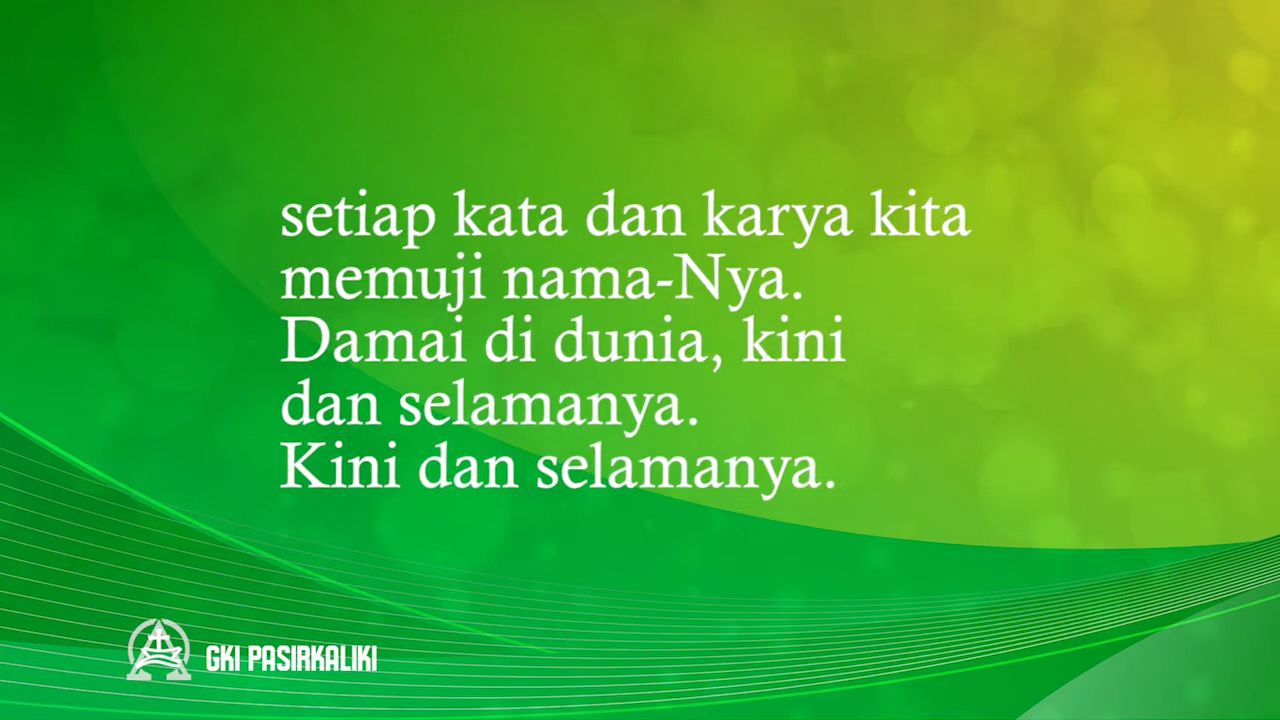 setiap kata dan karya kita
memuji nama-Nya.
Damai di dunia, kini
dan selamanya.
Kini dan selamanya.
GKI PASIRKALIKI